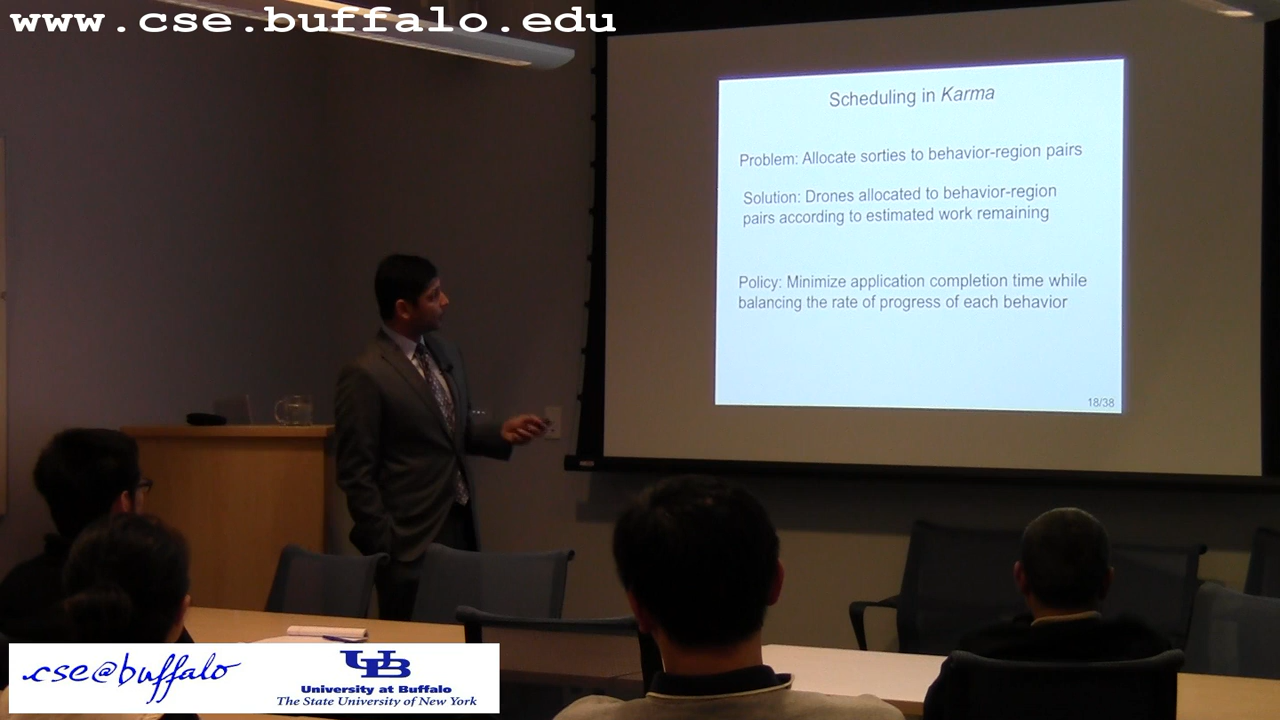 www.cse.buffalo.edu
Scheduling in Karma
Problem: Allocate sorties to behavior-region pairs
Solution: Drones allocated to behavior-region
pairs according to estimated work remaining
Policy: Minimize application completion time while
balancing the rate of progress of each behavior
18/38
cse@buffalo
UB
University at Buffalo
The State University of New York